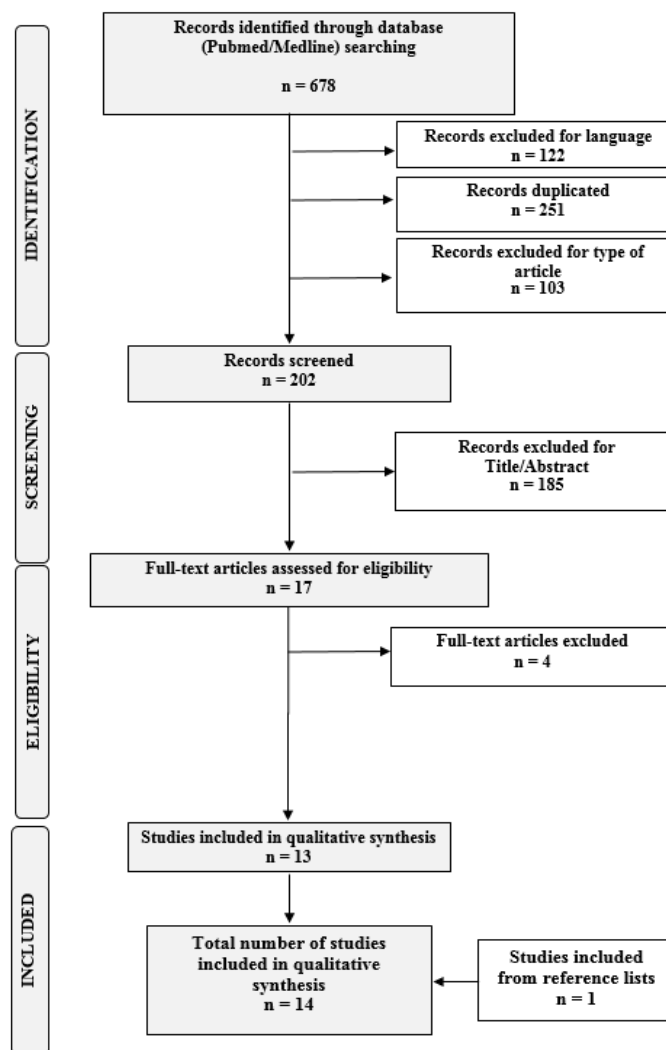 Records identified through database
(Pubmed/Medline) searching
n = 678
IDENTIFICATION
Records excluded for language
n = 122
Records duplicated
n = 251
Records excluded for type of
article
n = 103
Records screened
n = 202
SCREENING
Records excluded for
Title/Abstract
n = 185
Full-text articles assessed for eligibility
n = 17
ELIGIBILITY
Full-text articles excluded
n = 4
Studies included in qualitative synthesis
n = 13
INCLUDED
Total number of studies
included in qualitative
synthesis
n = 14
Studies included
from reference lists
n = 1